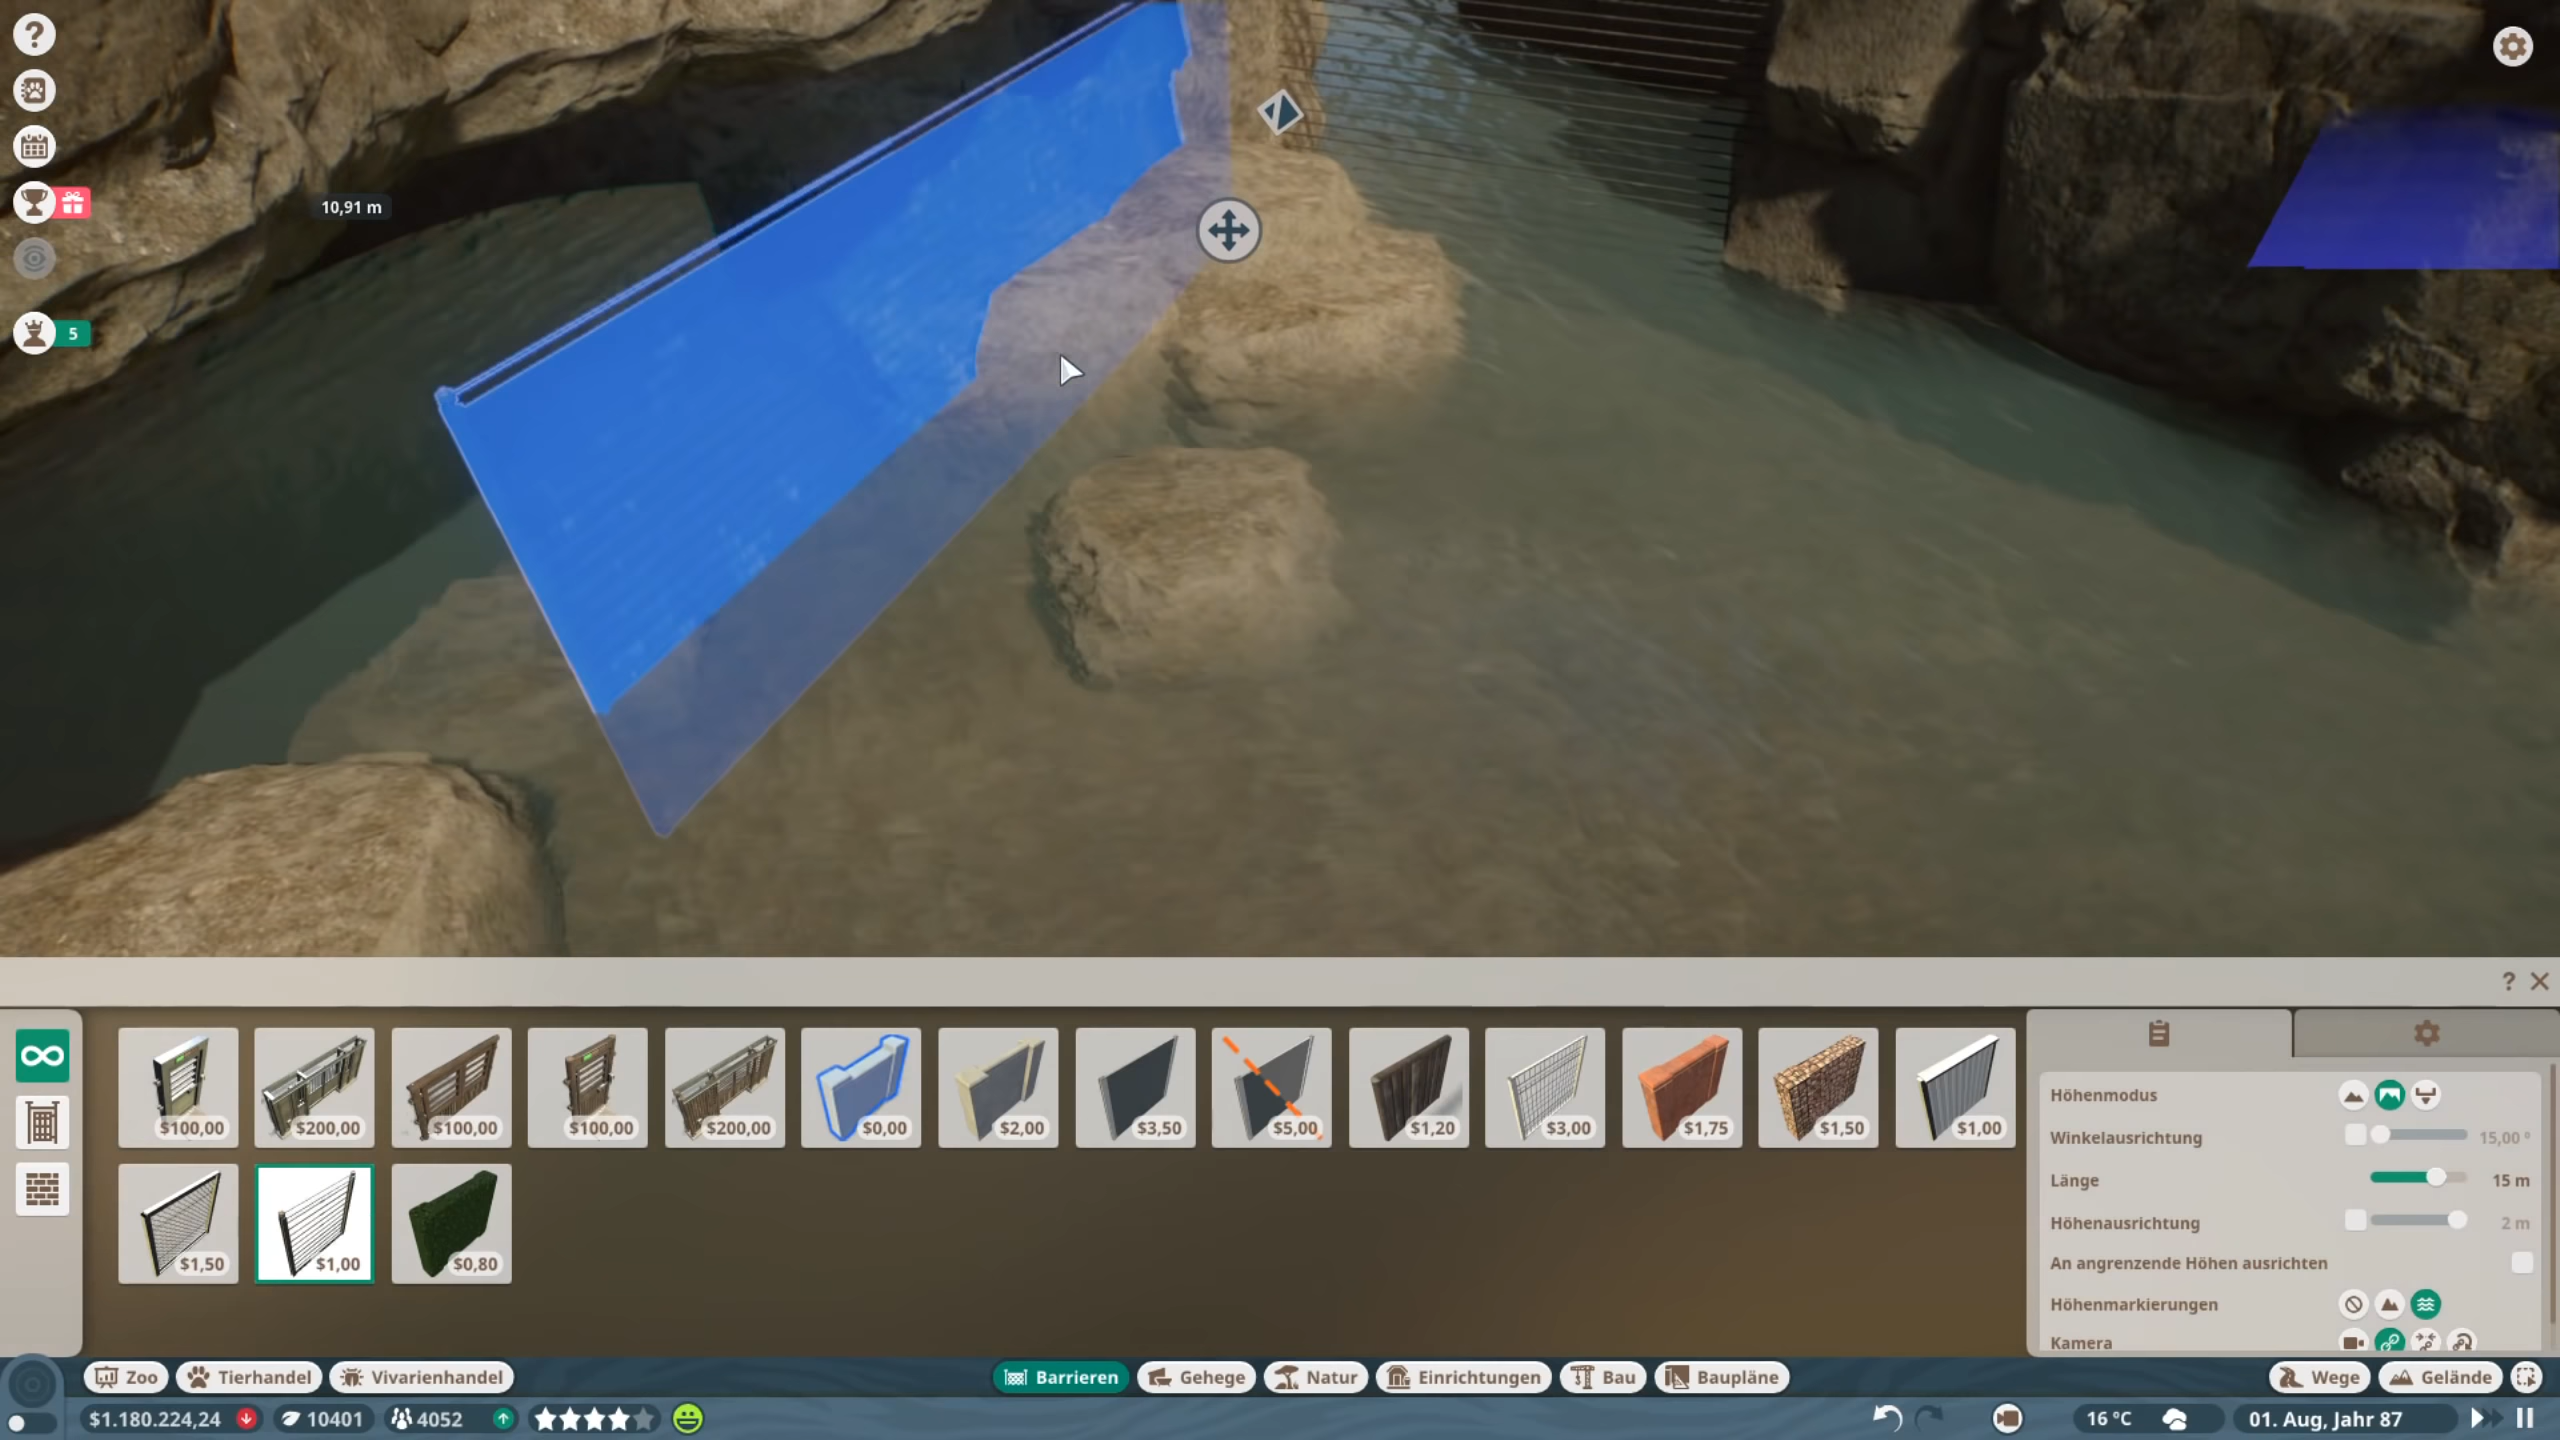 ?
10,91 m
5
? ×
$100,00 $200,00 $100,00 $100,00 $200,00 $0,00 $2,00 $3,50 $5,00 $1,20 $3,00 $1,75 $1,50 $1,00
$1,50 $1,00 $0,80
Höhenmodus
Winkelausrichtung 15,00 °
Länge 15 m
Höhenausrichtung 2 m
An angrenzende Höhen ausrichten
Höhenmarkierungen
Kamera
Zoo Tierhandel Vivarienhandel Barrieren Gehege Natur Einrichtungen Bau Baupläne Wege Gelände
$1.180.224,24 10401 4052 16 °C 01. Aug, Jahr 87